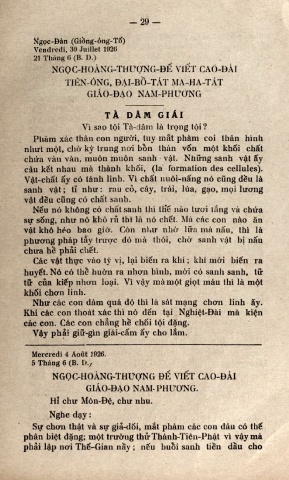 — 29 —
Ngọc-Đàn (Giồng-ông-Tố)
Vendredi, 30 Juillet 1926
21 Tháng 6 (B. D.)
NGỌC-HOÀNG-THƯỢNG-ĐẾ VIẾT CAO-ĐÀI
TIÊN-ÔNG, ĐẠI-BỒ-TÁT MA-HA-TÁT
GIÁO-ĐẠO NAM-PHƯƠNG
TÀ DÂM GIÁI
Vì sao tội Tà-dâm là trọng tội?
Phàm xác thân con người, tuy mắt phàm coi thân hình
như một, chớ kỳ trung nơi bổn thân vốn một khối chất
chứa vàn vàn, muôn muôn sanh vật. Những sanh vật ấy
cấu kết nhau mà thành khối, (la formation des cellules).
Vật-chất ấy có tánh linh. Vì chất nuôi-nấng nó cũng đều là
sanh vật; tỉ như: rau cỏ, cây, trái, lúa, gạo, mọi lương
vật đều cũng có chất sanh.
Nếu nó không có chất sanh thì thế nào tươi tắng và chứa
sự sống, như nó khô rỉ thì là nó chết. Mà các con nào ăn
vật khô héo bao giờ. Còn như nhờ lửa mà nấu, thì là
phương pháp tẩy trược đó mà thôi, chớ sanh vật bị nấu
chưa hề phải chết.
Các vật thực vào tỳ vị, lại biến ra khí; khí mới biến ra
huyết. Nó có thể hườn ra nhơn hình, mới có sanh sanh, tử
tử của kiếp nhơn loại. Vì vậy mà một giọt máu thì là một
khối chơn linh.
Như các con dâm quá độ thì là sát mạng chơn linh ấy.
Khi các con thoát xác thì nó đến tại Nghiệt-Đài mà kiện
các con. Các con chẳng hề chối tội đặng.
Vậy phải giữ-gìn giái-cấm ấy cho lắm.
Mercredi 4 Août 1926.
5 Tháng 6 (B. D.)
NGỌC-HOÀNG-THƯỢNG-ĐẾ VIẾT CAO-ĐÀI
GIÁO-ĐẠO NAM-PHƯƠNG.
Hỉ chư Môn-Đệ, chư nhu.
Nghe dạy:
Sự chơn thật và sự giả-dối, mắt phàm các con đâu có thể
phân biệt đặng; một trường thử Thánh-Tiên-Phật vì vậy mà
phải lập nơi Thế-Gian nầy; nếu buổi sanh tiền dầu cho